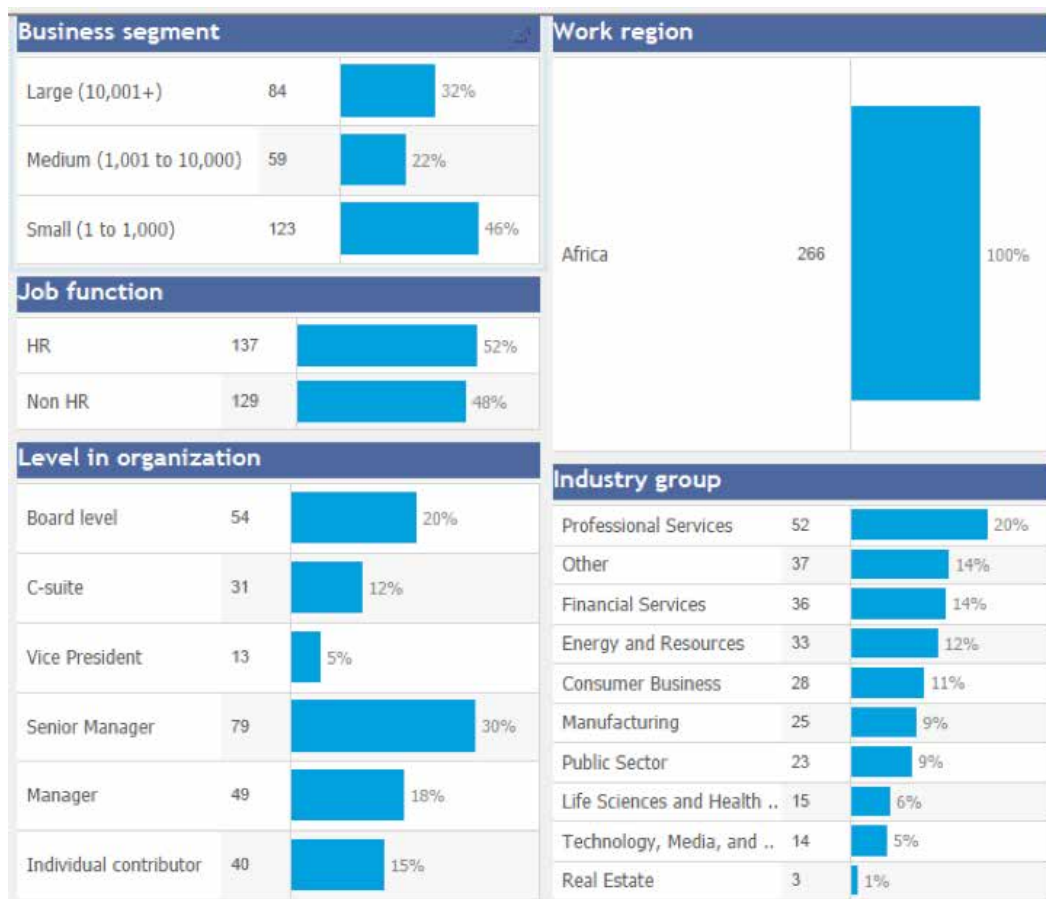 Business segment
Large (10,001+) 84 32%
Medium (1,001 to 10,000) 59 22%
Small (1 to 1,000) 123 46%
Job function
HR 137 52%
Non HR 129 48%
Level in organization
Board level 54 20%
C-suite 31 12%
Vice President 13 5%
Senior Manager 79 30%
Manager 49 18%
Individual contributor 40 15%
Work region
Africa 266 100%
Industry group
Professional Services 52 20%
Other 37 14%
Financial Services 36 14%
Energy and Resources 33 12%
Consumer Business 28 11%
Manufacturing 25 9%
Public Sector 23 9%
Life Sciences and Health .. 15 6%
Technology, Media, and .. 14 5%
Real Estate 3 1%